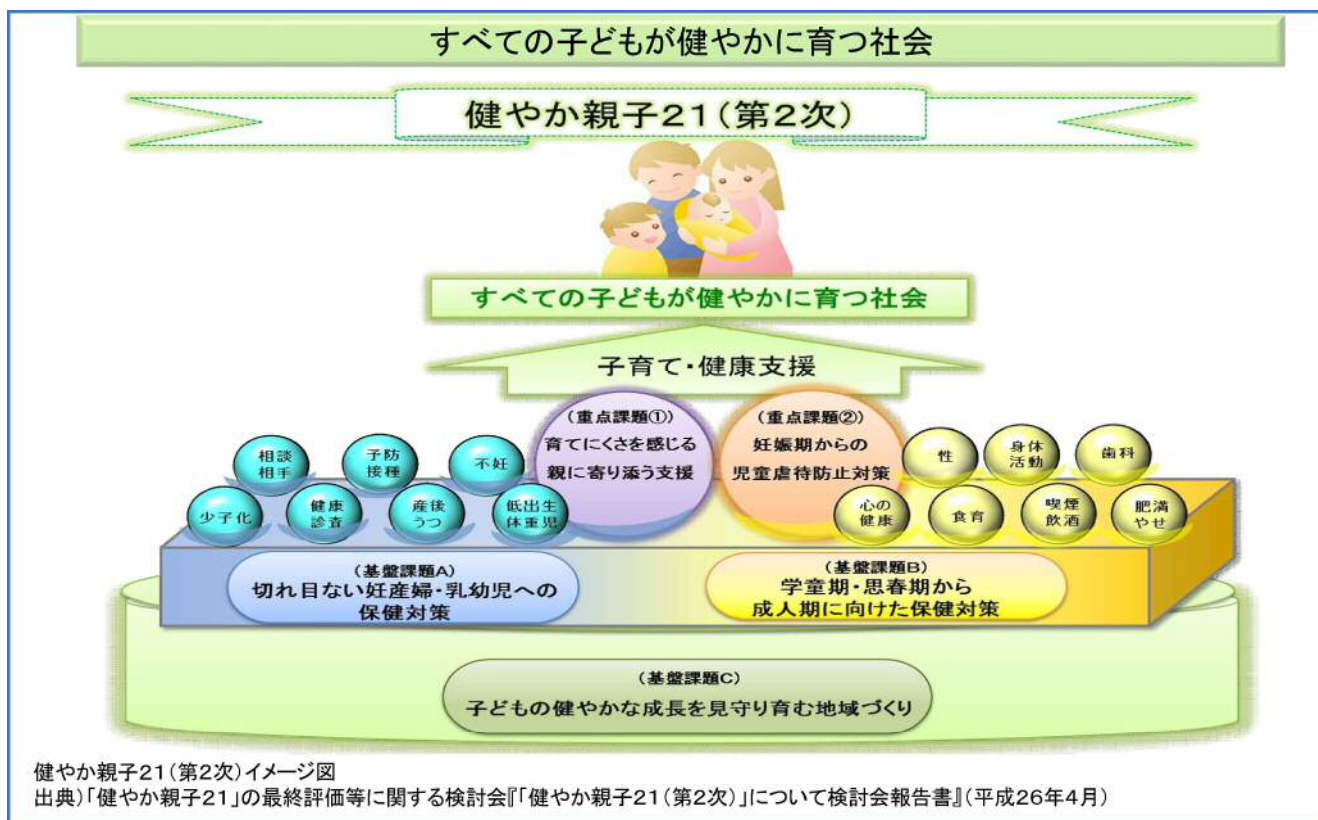 すべての子どもが健やかに育つ社会
健やか親子21(第2次)
すべての子どもが健やかに育つ社会
子育て・健康支援
(重点課題①)
育てにくさを感じる
親に寄り添う支援
(重点課題②)
妊娠期からの
児童虐待防止対策
相談
相手
予防
接種
不妊
少子化
健康
診査
産後
うつ
低出生
体重児
性
身体
活動
歯科
心の
健康
食育
喫煙
飲酒
肥満
やせ
(基盤課題A)
切れ目ない妊産婦・乳幼児への
保健対策
(基盤課題B)
学童期・思春期から
成人期に向けた保健対策
(基盤課題C)
子どもの健やかな成長を見守り育む地域づくり
健やか親子21(第2次)イメージ図
出典)「健やか親子21」の最終評価等に関する検討会『「健やか親子21(第2次)」について検討会報告書』(平成26年4月)